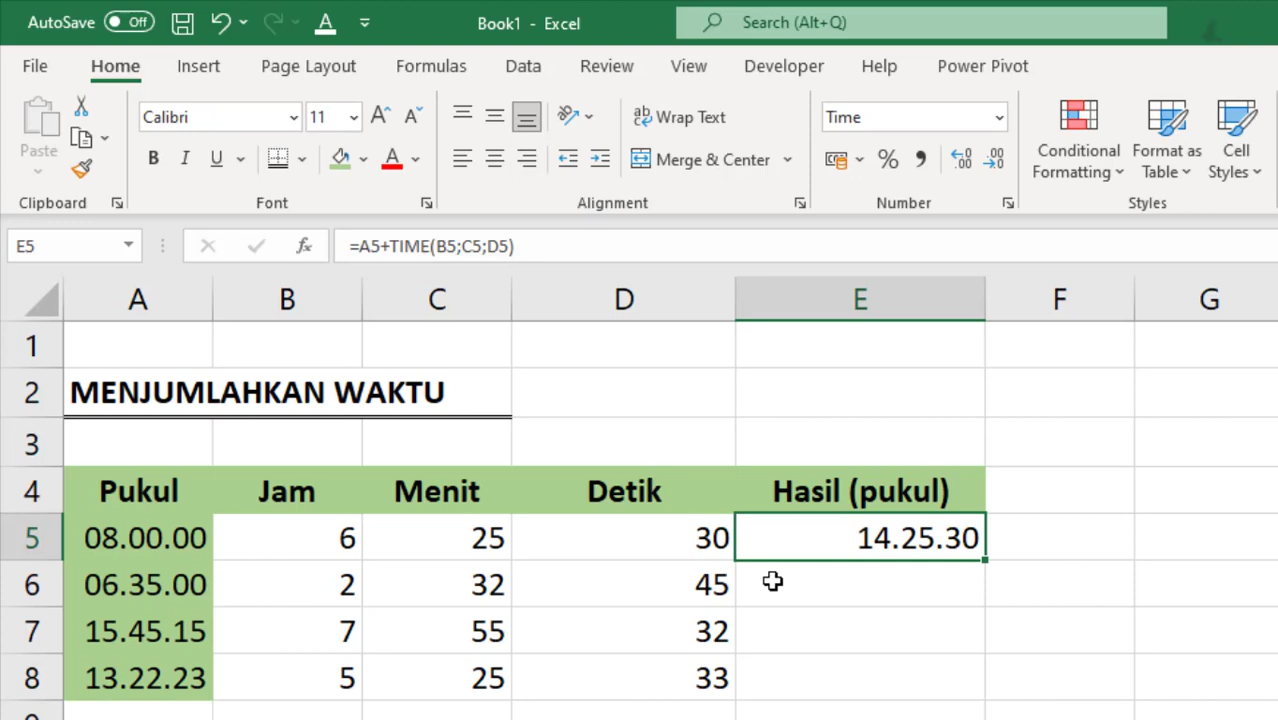 AutoSave Off Book1 - Excel Search (Alt+Q)
File Home Insert Page Layout Formulas Data Review View Developer Help Power Pivot
Paste Calibri 11 A A ab Wrap Text Time Conditional Formatting Format as Table Cell Styles
B I U A Merge & Center % 9 .00 .00
Clipboard Font Alignment Number Styles
E5 fx =A5+TIME(B5;C5;D5)
A B C D E F G
1
2 MENJUMLAHKAN WAKTU
3
4 Pukul Jam Menit Detik Hasil (pukul)
5 08.00.00 6 25 30 14.25.30
6 06.35.00 2 32 45
7 15.45.15 7 55 32
8 13.22.23 5 25 33